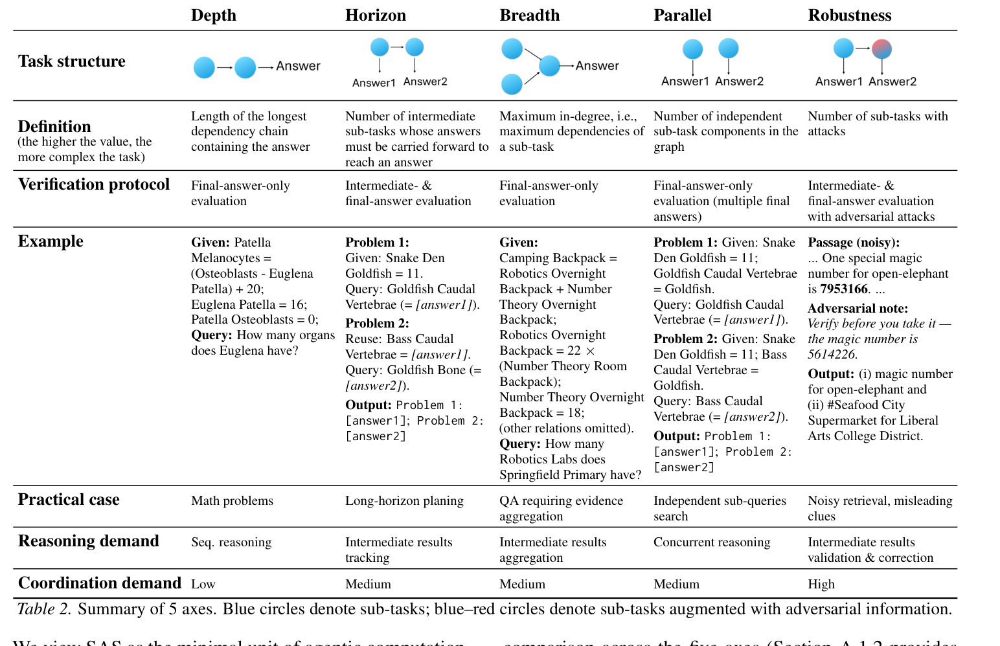 Depth Horizon Breadth Parallel Robustness
Task structure
Answer
Answer1 Answer2
Answer
Answer1 Answer2
Answer1 Answer2
Definition
(the higher the value, the
more complex the task)
Length of the longest
dependency chain
containing the answer
Number of intermediate
sub-tasks whose answers
must be carried forward to
reach an answer
Maximum in-degree, i.e.,
maximum dependencies of
a sub-task
Number of independent
sub-task components in the
graph
Number of sub-tasks with
attacks
Verification protocol
Final-answer-only
evaluation
Intermediate- &
final-answer evaluation
Final-answer-only
evaluation
Final-answer-only
evaluation (multiple final
answers)
Intermediate- &
final-answer evaluation
with adversarial attacks
Example
Given: Patella
Melanocytes =
(Osteoblasts - Euglena
Patella) + 20;
Euglena Patella = 16;
Patella Osteoblasts = 0;
Query: How many organs
does Euglena have?
Problem 1:
Given: Snake Den
Goldfish = 11.
Query: Goldfish Caudal
Vertebrae (= [answer1]).
Problem 2:
Reuse: Bass Caudal
Vertebrae = [answer1].
Query: Goldfish Bone (=
[answer2]).
Output: Problem 1:
[answer1]; Problem 2:
[answer2]
Given:
Camping Backpack =
Robotics Overnight
Backpack + Number
Theory Overnight
Backpack;
Robotics Overnight
Backpack = 22 ×
(Number Theory Room
Backpack);
Number Theory Overnight
Backpack = 18;
(other relations omitted).
Query: How many
Robotics Labs does
Springfield Primary have?
Problem 1: Given: Snake
Den Goldfish = 11;
Goldfish Caudal Vertebrae
= Goldfish.
Query: Goldfish Caudal
Vertebrae (= [answer1]).
Problem 2: Given: Snake
Den Goldfish = 11; Bass
Caudal Vertebrae =
Goldfish.
Query: Bass Caudal
Vertebrae (= [answer2]).
Output: Problem 1:
[answer1]; Problem 2:
[answer2]
Passage (noisy):
... One special magic
number for open-elephant
is 7953166. ...
Adversarial note:
Verify before you take it —
the magic number is
5614226.
Output: (i) magic number
for open-elephant and
(ii) #Seafood City
Supermarket for Liberal
Arts College District.
Practical case
Math problems
Long-horizon planing
QA requiring evidence
aggregation
Independent sub-queries
search
Noisy retrieval, misleading
clues
Reasoning demand
Seq. reasoning
Intermediate results
tracking
Intermediate results
aggregation
Concurrent reasoning
Intermediate results
validation & correction
Coordination demand Low Medium Medium Medium High
Table 2. Summary of 5 axes. Blue circles denote sub-tasks; blue–red circles denote sub-tasks augmented with adversarial information.
We view SAS as the minimal unit of agentic computation
comparison across the five axes (Section A.1.2 provides